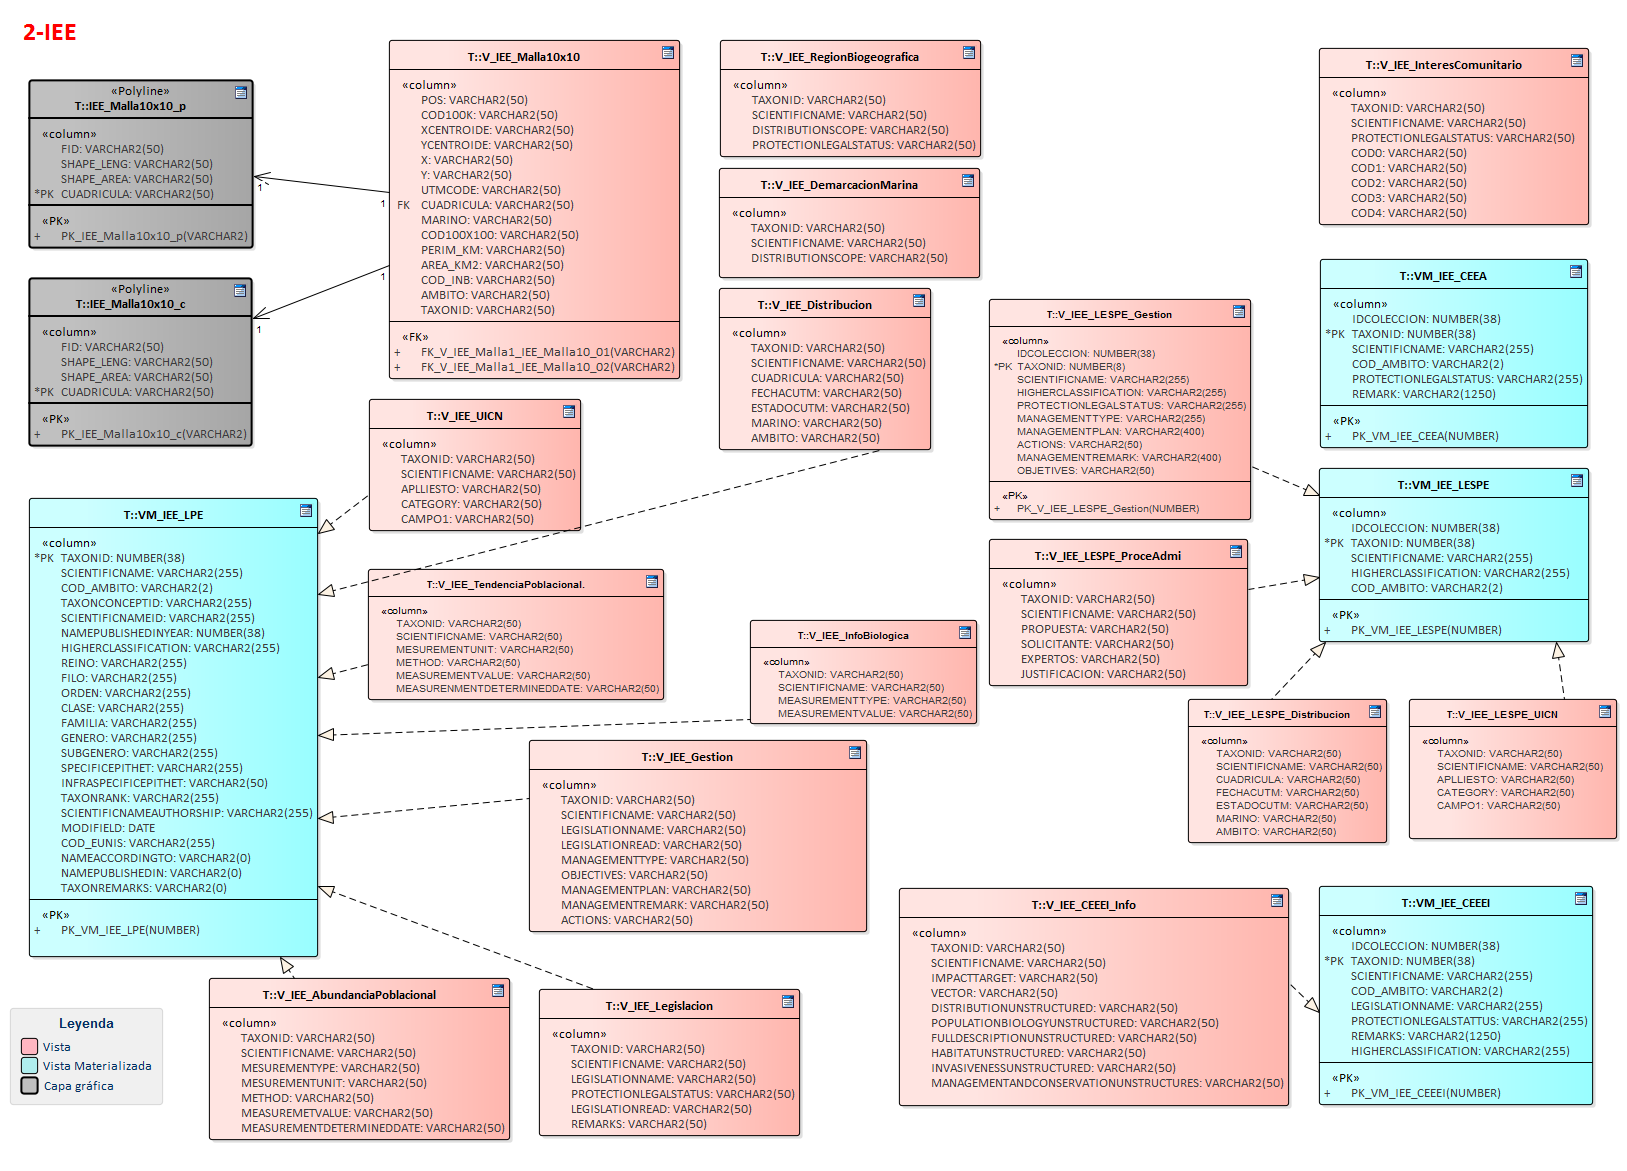 2-IEE
«Polyline»
T::IEE_Malla10x10_p
«column»
FID: VARCHAR2(50)
SHAPE_LENG: VARCHAR2(50)
SHAPE_AREA: VARCHAR2(50)
*PK CUADRICULA: VARCHAR2(50)
«PK»
+ PK_IEE_Malla10x10_p(VARCHAR2)
1
1
«Polyline»
T::IEE_Malla10x10_c
«column»
FID: VARCHAR2(50)
SHAPE_LENG: VARCHAR2(50)
SHAPE_AREA: VARCHAR2(50)
*PK CUADRICULA: VARCHAR2(50)
«PK»
+ PK_IEE_Malla10x10_c(VARCHAR2)
1
1
T::V_IEE_Malla10x10
«column»
POS: VARCHAR2(50)
COD100K: VARCHAR2(50)
XCENTROIDE: VARCHAR2(50)
YCENTROIDE: VARCHAR2(50)
X: VARCHAR2(50)
Y: VARCHAR2(50)
UTMCODE: VARCHAR2(50)
FK CUADRICULA: VARCHAR2(50)
MARINO: VARCHAR2(50)
COD100X100: VARCHAR2(50)
PERIM_KM: VARCHAR2(50)
AREA_KM2: VARCHAR2(50)
COD_INB: VARCHAR2(50)
AMBITO: VARCHAR2(50)
TAXONID: VARCHAR2(50)
«FK»
+ FK_V_IEE_Malla1_IEE_Malla10_01(VARCHAR2)
+ FK_V_IEE_Malla1_IEE_Malla10_02(VARCHAR2)
T::V_IEE_RegionBiogeografica
«column»
TAXONID: VARCHAR2(50)
SCIENTIFICNAME: VARCHAR2(50)
DISTRIBUTIONSCOPE: VARCHAR2(50)
PROTECTIONLEGALSTATUS: VARCHAR2(50)
T::V_IEE_DemarcacionMarina
«column»
TAXONID: VARCHAR2(50)
SCIENTIFICNAME: VARCHAR2(50)
DISTRIBUTIONSCOPE: VARCHAR2(50)
T::V_IEE_Distribucion
«column»
TAXONID: VARCHAR2(50)
SCIENTIFICNAME: VARCHAR2(50)
CUADRICULA: VARCHAR2(50)
FECHACUTM: VARCHAR2(50)
ESTADOCUTM: VARCHAR2(50)
MARINO: VARCHAR2(50)
AMBITO: VARCHAR2(50)
T::V_IEE_InteresComunitario
«column»
TAXONID: VARCHAR2(50)
SCIENTIFICNAME: VARCHAR2(50)
PROTECTIONLEGALSTATUS: VARCHAR2(50)
COD0: VARCHAR2(50)
COD1: VARCHAR2(50)
COD2: VARCHAR2(50)
COD3: VARCHAR2(50)
COD4: VARCHAR2(50)
T::V_IEE_LESPE_Gestion
«column»
IDCOLECCION: NUMBER(38)
*PK TAXONID: NUMBER(8)
SCIENTIFICNAME: VARCHAR2(255)
HIGHERCLASSIFICATION: VARCHAR2(255)
PROTECTIONLEGALSTATUS: VARCHAR2(255)
MANAGEMENTTYPE: VARCHAR2(255)
MANAGEMENTPLAN: VARCHAR2(400)
ACTIONS: VARCHAR2(50)
MANAGEMENTREMARK: VARCHAR2(400)
OBJETIVES: VARCHAR2(50)
«PK»
+ PK_V_IEE_LESPE_Gestion(NUMBER)
T::VM_IEE_CEEA
«column»
IDCOLECCION: NUMBER(38)
*PK TAXONID: NUMBER(38)
SCIENTIFICNAME: VARCHAR2(255)
COD_AMBITO: VARCHAR2(2)
PROTECTIONLEGALSTATUS: VARCHAR2(255)
REMARK: VARCHAR2(1250)
«PK»
+ PK_VM_IEE_CEEA(NUMBER)
T::V_IEE_UICN
«column»
TAXONID: VARCHAR2(50)
SCIENTIFICNAME: VARCHAR2(50)
APLLIESTO: VARCHAR2(50)
CATEGORY: VARCHAR2(50)
CAMPO1: VARCHAR2(50)
T::VM_IEE_LESPE
«column»
IDCOLECCION: NUMBER(38)
*PK TAXONID: NUMBER(38)
SCIENTIFICNAME: VARCHAR2(255)
HIGHERCLASSIFICATION: VARCHAR2(255)
COD_AMBITO: VARCHAR2(2)
«PK»
+ PK_VM_IEE_LESPE(NUMBER)
T::VM_IEE_LPE
«column»
*PK TAXONID: NUMBER(38)
SCIENTIFICNAME: VARCHAR2(255)
COD_AMBITO: VARCHAR2(2)
TAXONCONCEPTID: VARCHAR2(255)
SCIENTIFICNAMEID: VARCHAR2(255)
NAMEPUBLISHEDINYEAR: NUMBER(38)
HIGHERCLASSIFICATION: VARCHAR2(255)
REINO: VARCHAR2(255)
FILO: VARCHAR2(255)
ORDEN: VARCHAR2(255)
CLASE: VARCHAR2(255)
FAMILIA: VARCHAR2(255)
GENERO: VARCHAR2(255)
SUBGENERO: VARCHAR2(255)
SPECIFICEPITHET: VARCHAR2(255)
INFRASPECIFICEPITHET: VARCHAR2(50)
TAXONRANK: VARCHAR2(255)
SCIENTIFICNAMEAUTHORSHIP: VARCHAR2(255)
MODIFIELD: DATE
COD_EUNIS: VARCHAR2(255)
NAMEACCORDINGTO: VARCHAR2(0)
NAMEPUBLISHEDIN: VARCHAR2(0)
TAXONREMARKS: VARCHAR2(0)
«PK»
+ PK_VM_IEE_LPE(NUMBER)
T::V_IEE_TendenciaPoblacional.
«column»
TAXONID: VARCHAR2(50)
SCIENTIFICNAME: VARCHAR2(50)
MESUREMENTUNIT: VARCHAR2(50)
METHOD: VARCHAR2(50)
MEASUREMENTVALUE: VARCHAR2(50)
MEASURENMENTDETERMINEDDATE: VARCHAR2(50)
T::V_IEE_InfoBiologica
«column»
TAXONID: VARCHAR2(50)
SCIENTIFICNAME: VARCHAR2(50)
MEASUREMENTTYPE: VARCHAR2(50)
MEASUREMENTVALUE: VARCHAR2(50)
T::V_IEE_LESPE_ProceAdmi
«column»
TAXONID: VARCHAR2(50)
SCIENTIFICNAME: VARCHAR2(50)
PROPUESTA: VARCHAR2(50)
SOLICITANTE: VARCHAR2(50)
EXPERTOS: VARCHAR2(50)
JUSTIFICACION: VARCHAR2(50)
T::V_IEE_LESPE_Distribucion
«column»
TAXONID: VARCHAR2(50)
SCIENTIFICNAME: VARCHAR2(50)
CUADRICULA: VARCHAR2(50)
FECHACUTM: VARCHAR2(50)
ESTADOCUTM: VARCHAR2(50)
MARINO: VARCHAR2(50)
AMBITO: VARCHAR2(50)
T::V_IEE_LESPE_UICN
«column»
TAXONID: VARCHAR2(50)
SCIENTIFICNAME: VARCHAR2(50)
APLLIESTO: VARCHAR2(50)
CATEGORY: VARCHAR2(50)
CAMPO1: VARCHAR2(50)
T::V_IEE_Gestion
«column»
TAXONID: VARCHAR2(50)
SCIENTIFICNAME: VARCHAR2(50)
LEGISLATIONNAME: VARCHAR2(50)
LEGISLATIONREAD: VARCHAR2(50)
MANAGEMENTTYPE: VARCHAR2(50)
OBJECTIVES: VARCHAR2(50)
MANAGEMENTPLAN: VARCHAR2(50)
MANAGEMENTREMARK: VARCHAR2(50)
ACTIONS: VARCHAR2(50)
T::V_IEE_CEEEI_Info
«column»
TAXONID: VARCHAR2(50)
SCIENTIFICNAME: VARCHAR2(50)
IMPACTTARGET: VARCHAR2(50)
VECTOR: VARCHAR2(50)
DISTRIBUTIONUNSTRUCTURED: VARCHAR2(50)
POPULATIONBIOLOGYUNSTRUCTURED: VARCHAR2(50)
FULLDESCRIPTIONUNSTRUCTURED: VARCHAR2(50)
HABITATUNSTRUCTURED: VARCHAR2(50)
INVASIVENESSUNSTRUCTURED: VARCHAR2(50)
MANAGEMENTANDCONSERVATIONUNSTRUCTURES: VARCHAR2(50)
T::VM_IEE_CEEEI
«column»
IDCOLECCION: NUMBER(38)
*PK TAXONID: NUMBER(38)
SCIENTIFICNAME: VARCHAR2(255)
COD_AMBITO: VARCHAR2(2)
LEGISLATIONNAME: VARCHAR2(255)
PROTECTIONLEGALSTATTUS: VARCHAR2(255)
REMARKS: VARCHAR2(1250)
HIGHERCLASSIFICATION: VARCHAR2(255)
«PK»
+ PK_VM_IEE_CEEEI(NUMBER)
T::V_IEE_AbundanciaPoblacional
«column»
TAXONID: VARCHAR2(50)
SCIENTIFICNAME: VARCHAR2(50)
MESUREMENTYPE: VARCHAR2(50)
MESUREMENTUNIT: VARCHAR2(50)
METHOD: VARCHAR2(50)
MEASUREMETVALUE: VARCHAR2(50)
MEASUREMENTDETERMINEDDATE: VARCHAR2(50)
T::V_IEE_Legislacion
«column»
TAXONID: VARCHAR2(50)
SCIENTIFICNAME: VARCHAR2(50)
LEGISLATIONNAME: VARCHAR2(50)
PROTECTIONLEGALSTATUS: VARCHAR2(50)
LEGISLATIONREAD: VARCHAR2(50)
REMARKS: VARCHAR2(50)
Leyenda
Vista
Vista Materializada
Capa gráfica